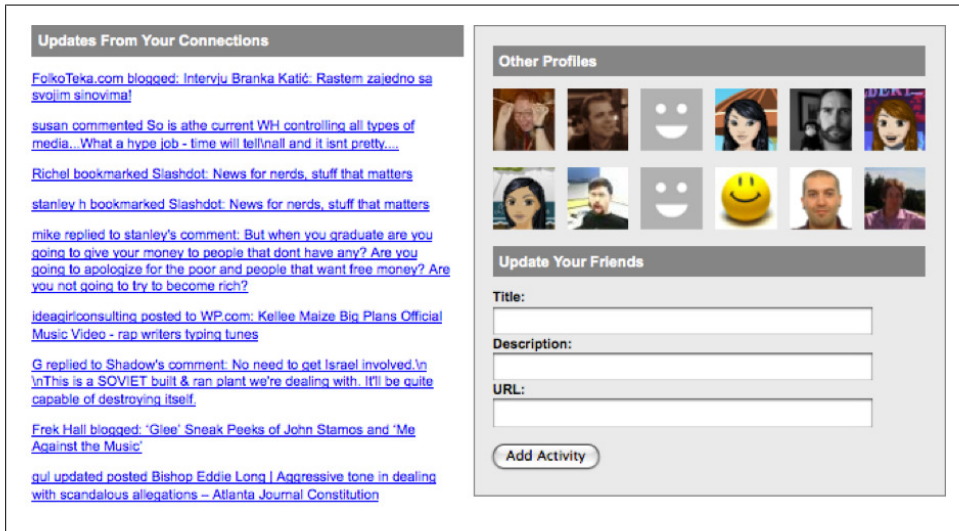 Updates From Your Connections
FolkoTeka.com blogged: Intervju Branka Katić: Rastem zajedno sa
svojim sinovima!
susan commented So is athe current WH controlling all types of
media...What a hype job - time will tell\nall and it isnt pretty....
Richel bookmarked Slashdot: News for nerds, stuff that matters
stanley h bookmarked Slashdot: News for nerds, stuff that matters
mike replied to stanley's comment: But when you graduate are you
going to give your money to people that dont have any? Are you
going to apologize for the poor and people that want free money? Are
you not going to try to become rich?
ideagirlconsulting posted to WP.com: Kellee Maize Big Plans Official
Music Video - rap writers typing tunes
G replied to Shadow's comment: No need to get Israel involved.\n
\nThis is a SOVIET built & ran plant we're dealing with. It'll be quite
capable of destroying itself.
Frek Hall blogged: ‘Glee’ Sneak Peeks of John Stamos and ‘Me
Against the Music’
gul updated posted Bishop Eddie Long | Aggressive tone in dealing
with scandalous allegations – Atlanta Journal Constitution
Other Profiles
Update Your Friends
Title:
Description:
URL:
Add Activity